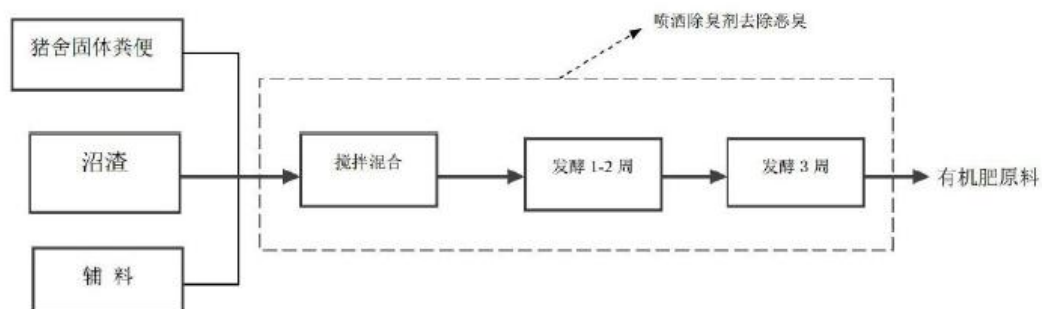 喷洒除臭剂去除恶臭
猪舍固体粪便
沼渣
辅 料
搅拌混合
发酵 1-2 周
发酵 3 周
有机肥原料